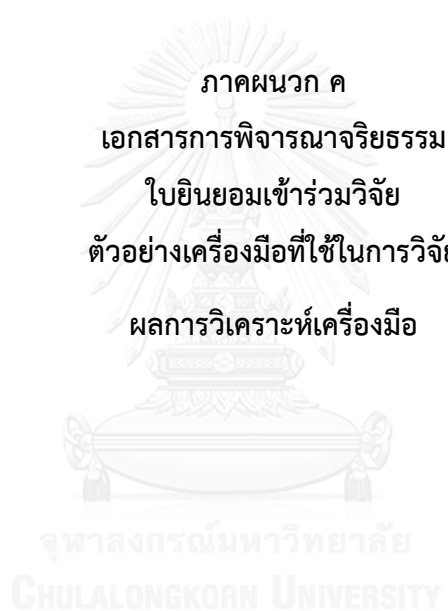 ภาคผนวก ค
เอกสารการพิจารณาจริยธรรม
ใบยินยอมเข้าร่วมวิจัย
ตัวอย่างเครื่องมือที่ใช้ในการวิจัย
ผลการวิเคราะห์เครื่องมือ
จุฬาลงกรณ์มหาวิทยาลัย
CHULALONGKORN UNIVERSITY